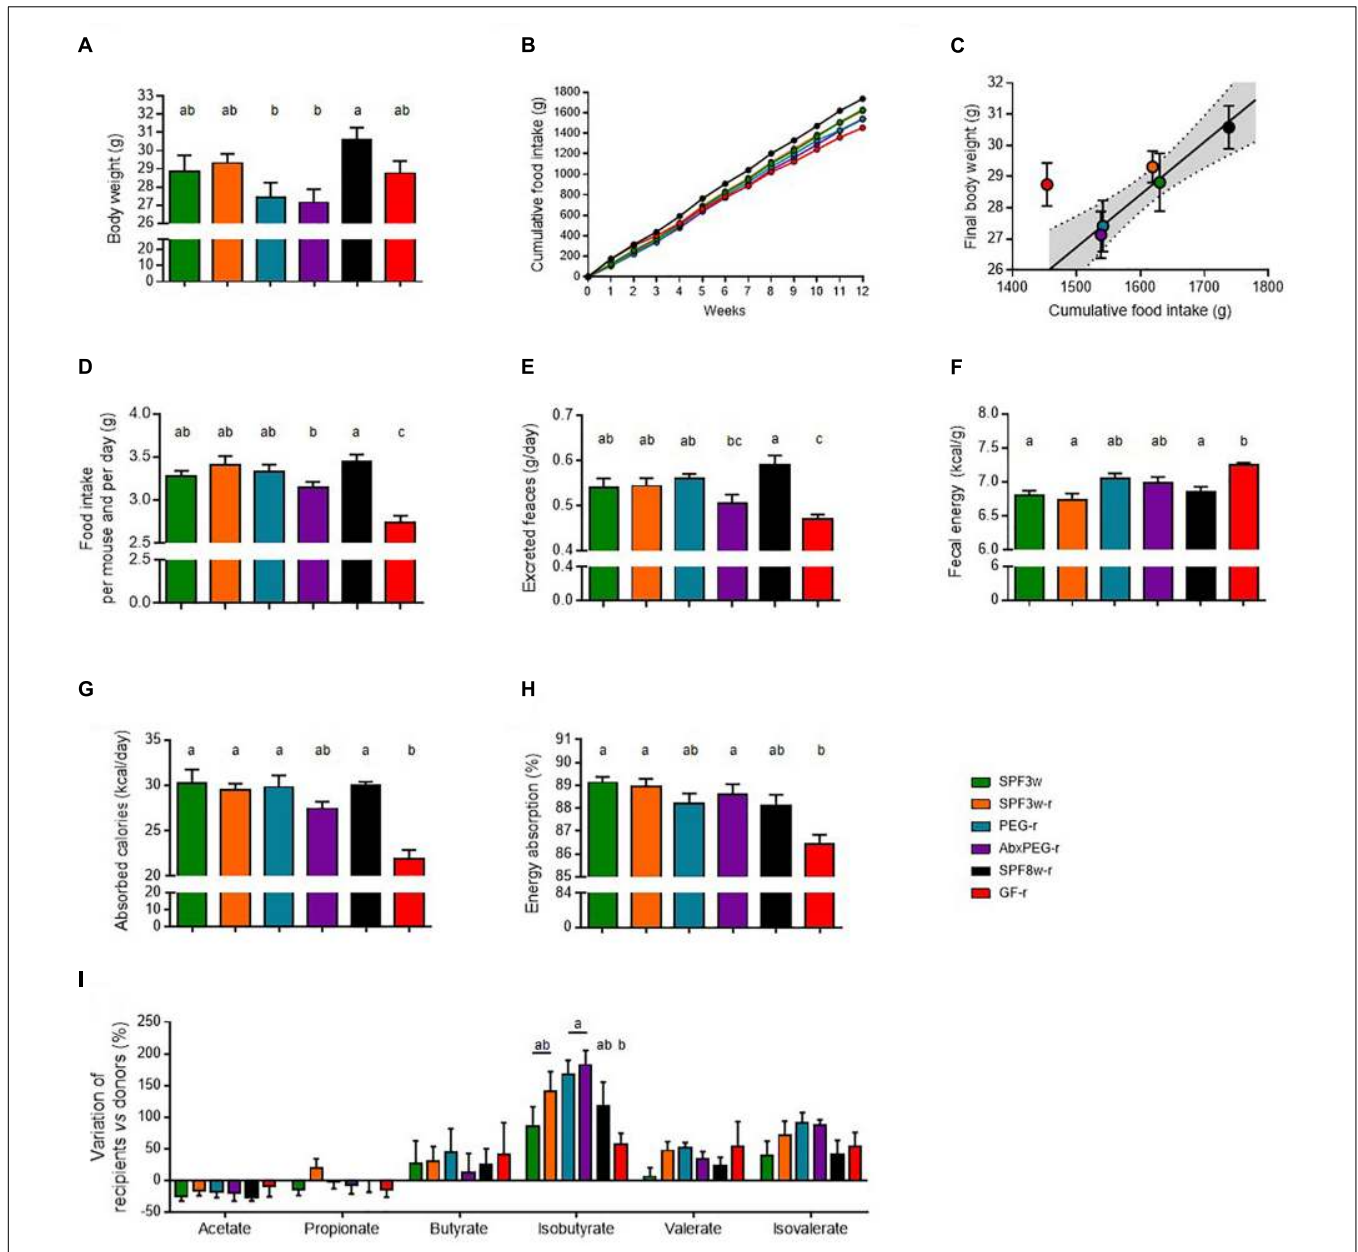 A
33
32
31
30
29
28
27
26
20
10
0
Body weight (g)
ab ab b b a ab
B
1800
1600
1400
1200
1000
800
600
400
200
0
Cumulative food intake (g)
0 1 2 3 4 5 6 7 8 9 10 11 12
Weeks
C
32
31
30
29
28
27
26
Final body weight (g)
1400 1500 1600 1700 1800
Cumulative food intake (g)
D
4.0
3.5
3.0
2.5
2.5
0.0
Food intake
per mouse and per day (g)
ab ab ab b a c
E
0.7
0.6
0.5
0.4
0.4
0.0
Excreted feaces (g/day)
ab ab ab bc a c
F
8.0
7.5
7.0
6.5
6.0
6
0
Fecal energy (kcal/g)
a a ab ab a b
G
35
30
25
20
20
10
0
Absorbed calories (kcal/day)
a a a ab a b
H
91
90
89
88
87
86
85
84
0
Energy absorption (%)
a a ab a ab b
SPF3w
SPF3w-r
PEG-r
AbxPEG-r
SPF8w-r
GF-r
I
250
200
150
100
50
0
-50
Variation of
recipients vs donors (%)
a
ab ab b
Acetate Propionate Butyrate Isobutyrate Valerate Isovalerate